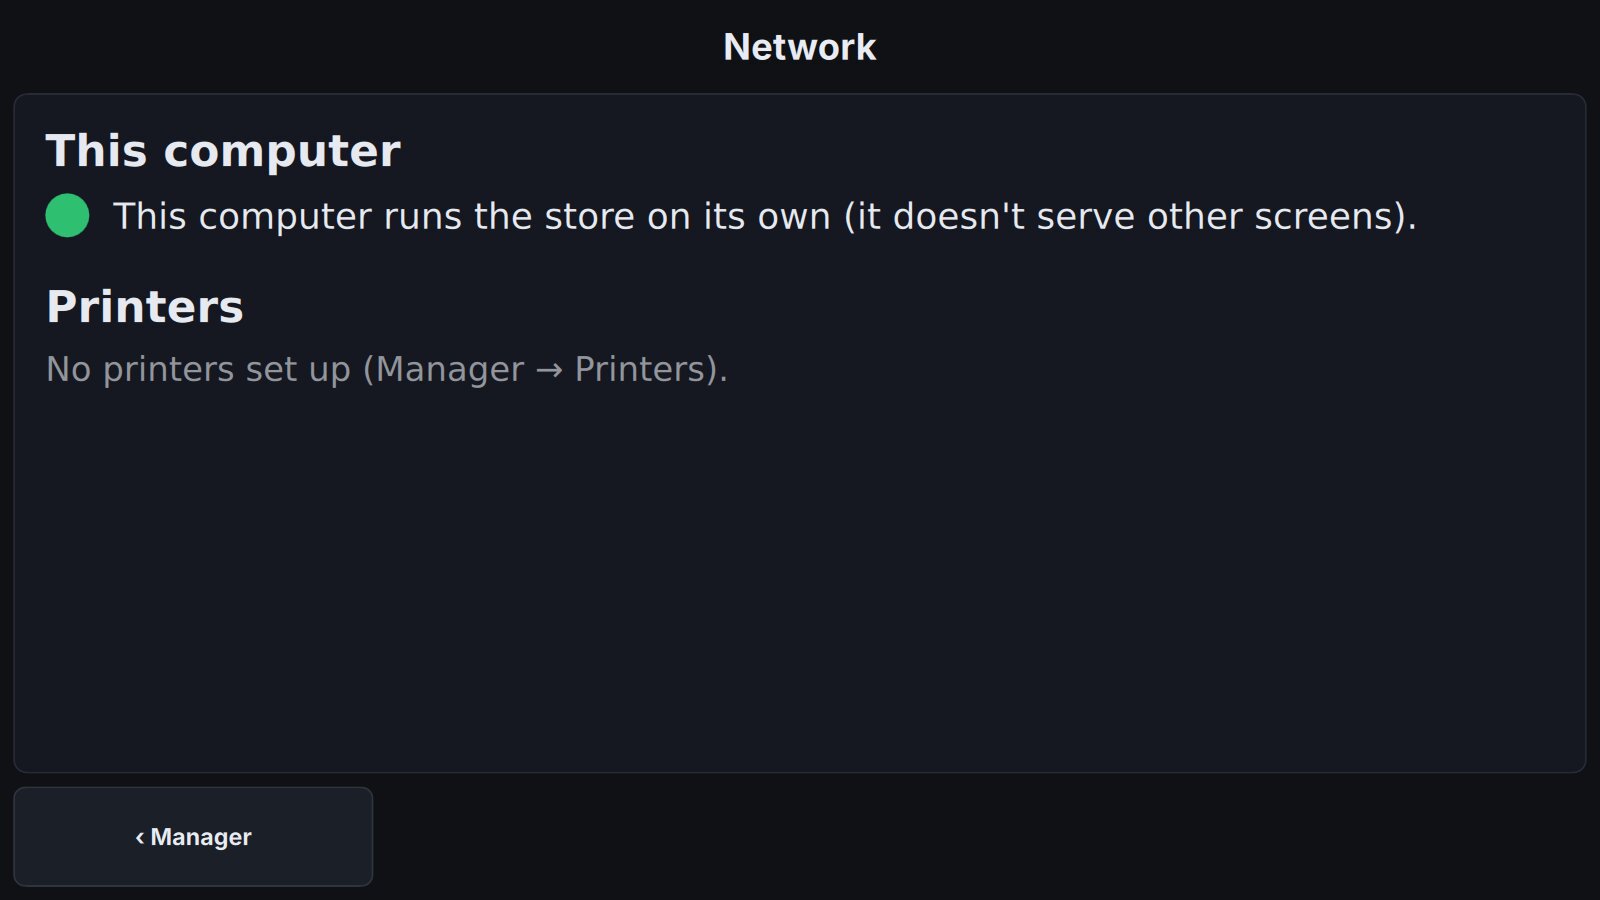 Network
This computer
This computer runs the store on its own (it doesn't serve other screens).
Printers
No printers set up (Manager → Printers).
‹ Manager